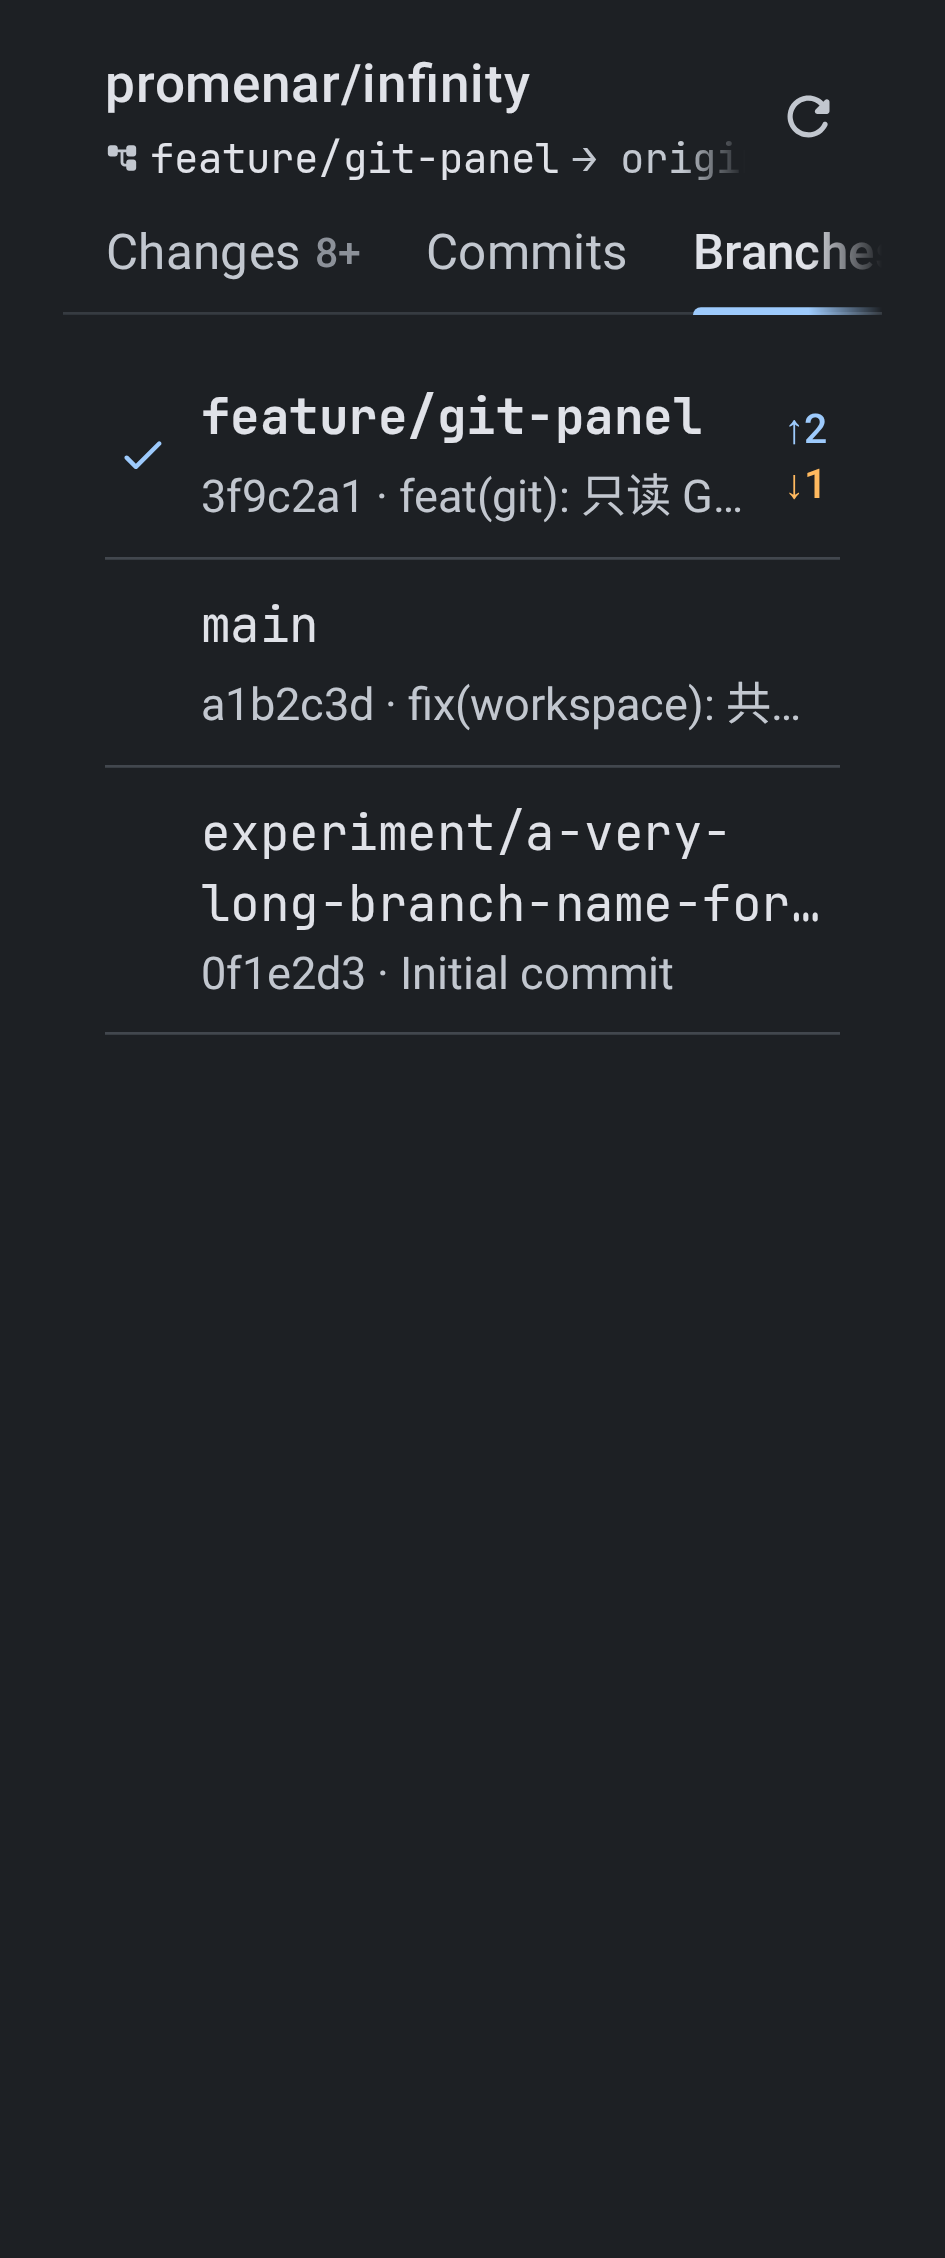 promenar/infinity
feature/git-panel → origi
Changes 8+ Commits Branches
feature/git-panel ↑2
3f9c2a1 · feat(git): 只读 G… ↓1
main
a1b2c3d · fix(workspace): 共…
experiment/a-very-
long-branch-name-for…
0f1e2d3 · Initial commit